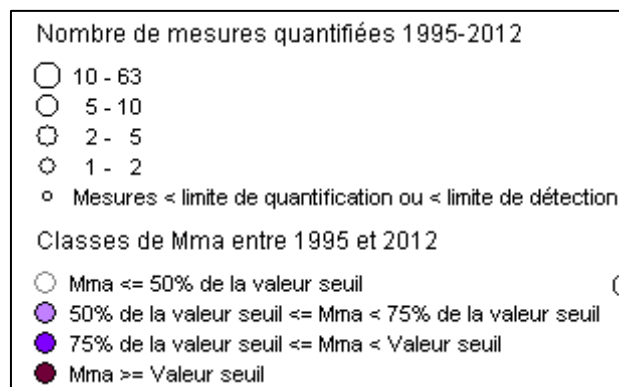 Nombre de mesures quantifiées 1995-2012
10 - 63
5 - 10
2 - 5
1 - 2
Mesures < limite de quantification ou < limite de détection
Classes de Mma entre 1995 et 2012
Mma <= 50% de la valeur seuil
50% de la valeur seuil <= Mma < 75% de la valeur seuil
75% de la valeur seuil <= Mma < Valeur seuil
Mma >= Valeur seuil